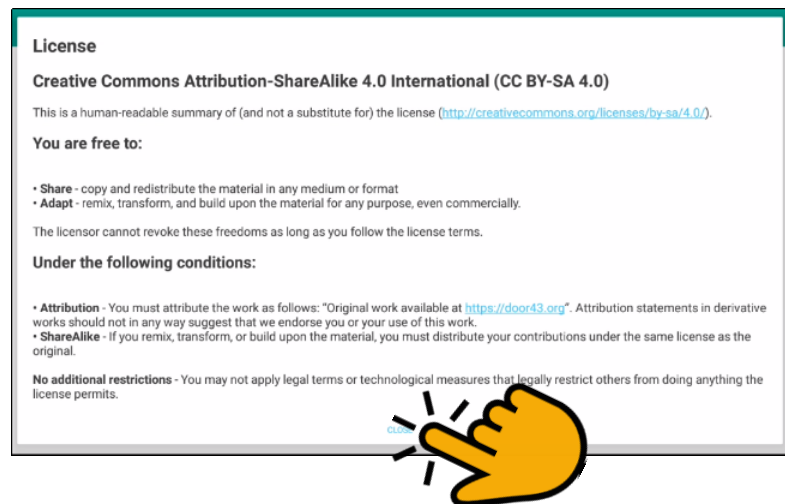 License
Creative Commons Attribution-ShareAlike 4.0 International (CC BY-SA 4.0)
This is a human-readable summary of (and not a substitute for) the license (http://creativecommons.org/licenses/by-sa/4.0/).
You are free to:
• Share - copy and redistribute the material in any medium or format
• Adapt - remix, transform, and build upon the material for any purpose, even commercially.
The licensor cannot revoke these freedoms as long as you follow the license terms.
Under the following conditions:
• Attribution - You must attribute the work as follows: “Original work available at https://door43.org”. Attribution statements in derivative
works should not in any way suggest that we endorse you or your use of this work.
• ShareAlike - If you remix, transform, or build upon the material, you must distribute your contributions under the same license as the
original.
No additional restrictions - You may not apply legal terms or technological measures that legally restrict others from doing anything the
license permits.
CLOSE